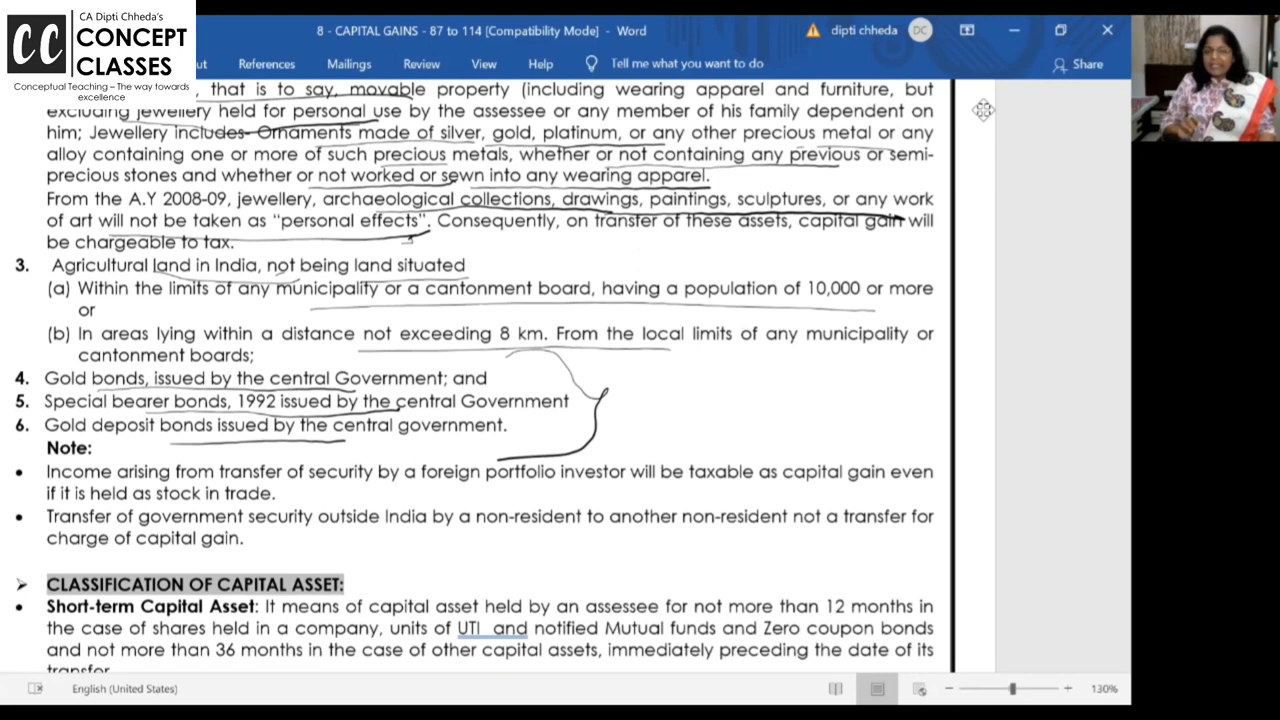 CA Dipti Chheda's
CC CONCEPT
CLASSES
Conceptual Teaching – The way towards
excellence
8 - CAPITAL GAINS - 87 to 114 [Compatibility Mode] - Word
dipti chheda DC
ut References Mailings Review View Help Tell me what you want to do Share
, that is to say, movable property (including wearing apparel and furniture, but
excluding jewellery held for personal use by the assessee or any member of his family dependent on
him; Jewellery includes- Ornaments made of silver, gold, platinum, or any other precious metal or any
alloy containing one or more of such precious metals, whether or not containing any previous or semi-
precious stones and whether or not worked or sewn into any wearing apparel.
From the A.Y 2008-09, jewellery, archaeological collections, drawings, paintings, sculptures, or any work
of art will not be taken as "personal effects". Consequently, on transfer of these assets, capital gain will
be chargeable to tax.
3. Agricultural land in India, not being land situated
(a) Within the limits of any municipality or a cantonment board, having a population of 10,000 or more
or
(b) In areas lying within a distance not exceeding 8 km. From the local limits of any municipality or
cantonment boards;
4. Gold bonds, issued by the central Government; and
5. Special bearer bonds, 1992 issued by the central Government
6. Gold deposit bonds issued by the central government.
Note:
• Income arising from transfer of security by a foreign portfolio investor will be taxable as capital gain even
if it is held as stock in trade.
• Transfer of government security outside India by a non-resident to another non-resident not a transfer for
charge of capital gain.
➢ CLASSIFICATION OF CAPITAL ASSET:
• Short-term Capital Asset: It means of capital asset held by an assessee for not more than 12 months in
the case of shares held in a company, units of UTI and notified Mutual funds and Zero coupon bonds
and not more than 36 months in the case of other capital assets, immediately preceding the date of its
transfer
English (United States) 130%